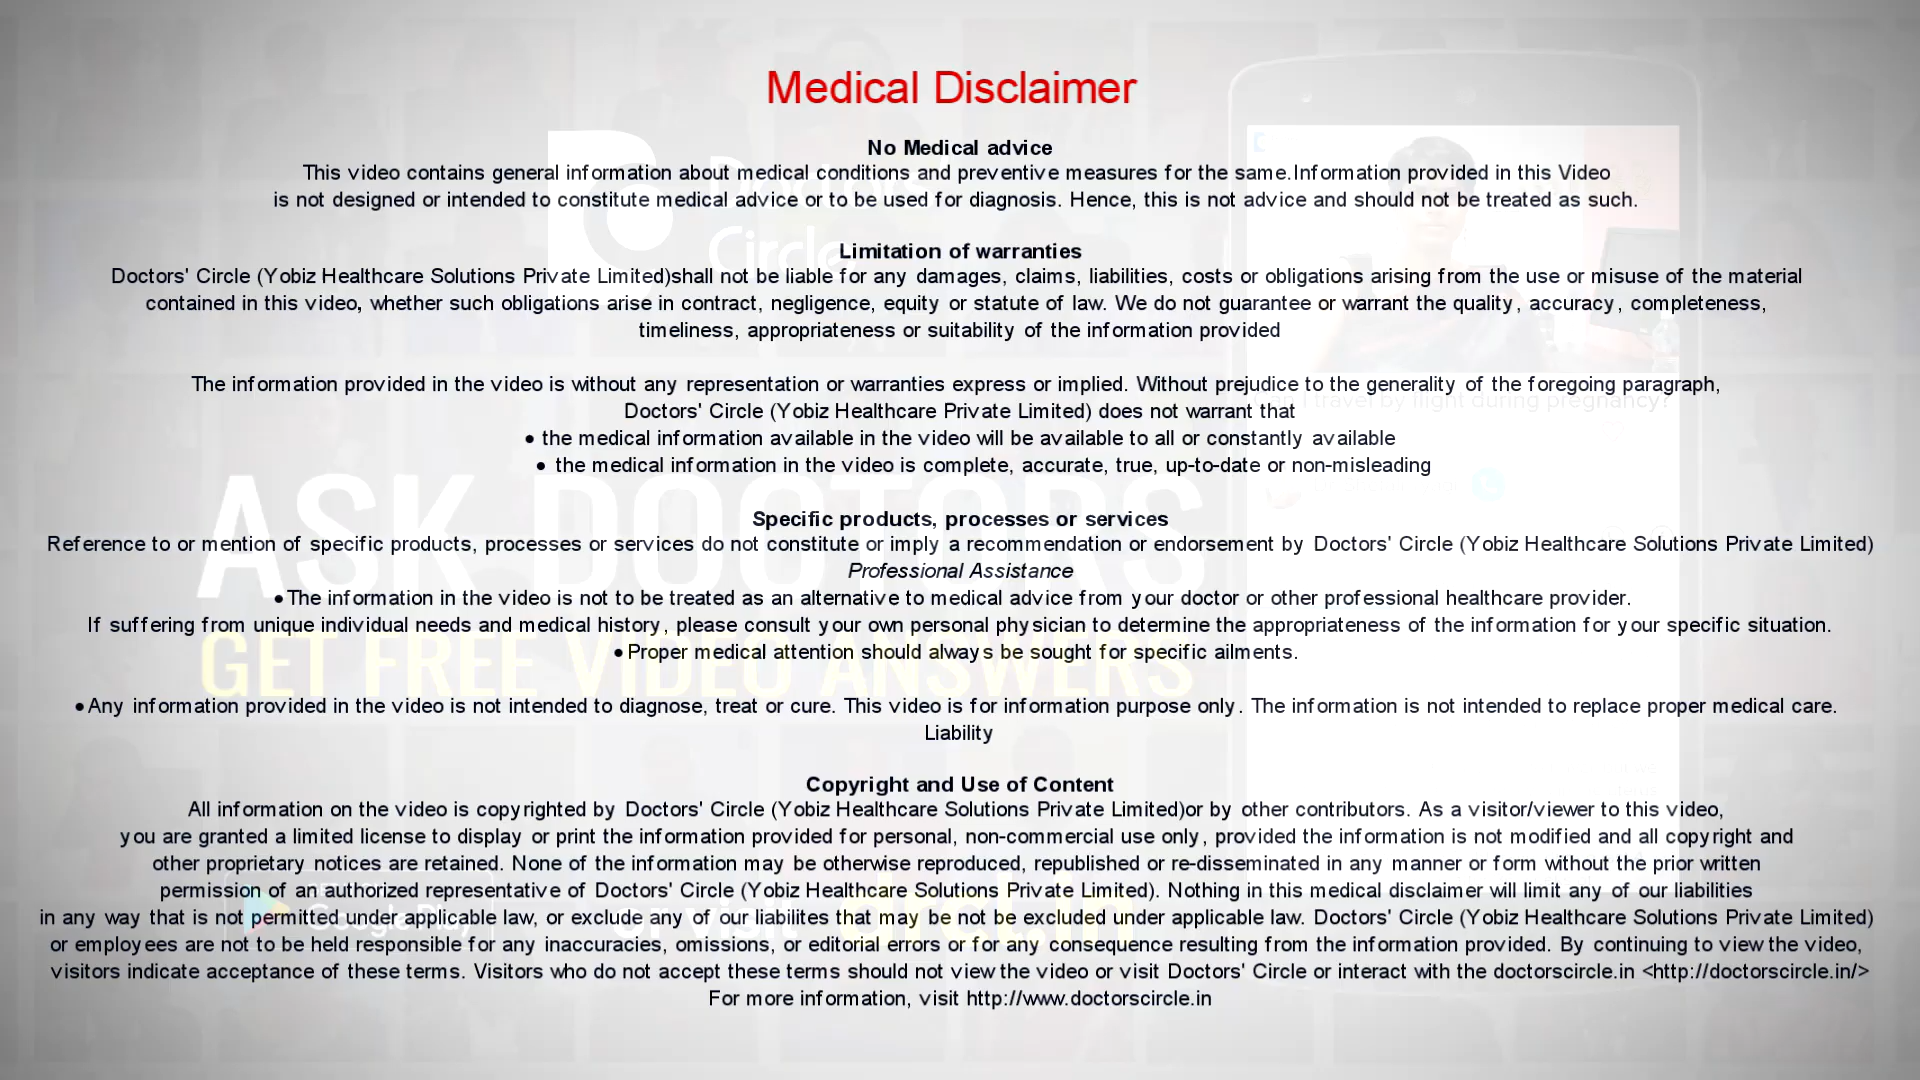 Medical Disclaimer
No Medical advice
This video contains general information about medical conditions and preventive measures for the same.Information provided in this Video
is not designed or intended to constitute medical advice or to be used for diagnosis. Hence, this is not advice and should not be treated as such.
Doctors
Circle
Limitation of warranties
Doctors' Circle (Yobiz Healthcare Solutions Private Limited)shall not be liable for any damages, claims, liabilities, costs or obligations arising from the use or misuse of the material
contained in this video, whether such obligations arise in contract, negligence, equity or statute of law. We do not guarantee or warrant the quality, accuracy, completeness,
timeliness, appropriateness or suitability of the information provided
The information provided in the video is without any representation or warranties express or implied. Without prejudice to the generality of the foregoing paragraph,
Can I travel by flight during pregnancy?
Doctors' Circle (Yobiz Healthcare Private Limited) does not warrant that
• the medical information available in the video will be available to all or constantly available
• the medical information in the video is complete, accurate, true, up-to-date or non-misleading
ASK DOCTORS
Specific products, processes or services
Reference to or mention of specific products, processes or services do not constitute or imply a recommendation or endorsement by Doctors' Circle (Yobiz Healthcare Solutions Private Limited)
Professional Assistance
•The information in the video is not to be treated as an alternative to medical advice from your doctor or other professional healthcare provider.
If suffering from unique individual needs and medical history, please consult your own personal physician to determine the appropriateness of the information for your specific situation.
•Proper medical attention should always be sought for specific ailments.
GET FREE VIDEO ANSWERS
•Any information provided in the video is not intended to diagnose, treat or cure. This video is for information purpose only. The information is not intended to replace proper medical care.
Liability
Copyright and Use of Content
All information on the video is copyrighted by Doctors' Circle (Yobiz Healthcare Solutions Private Limited)or by other contributors. As a visitor/viewer to this video,
you are granted a limited license to display or print the information provided for personal, non-commercial use only, provided the information is not modified and all copyright and
other proprietary notices are retained. None of the information may be otherwise reproduced, republished or re-disseminated in any manner or form without the prior written
permission of an authorized representative of Doctors' Circle (Yobiz Healthcare Solutions Private Limited). Nothing in this medical disclaimer will limit any of our liabilities
in any way that is not permitted under applicable law, or exclude any of our liabilites that may be not be excluded under applicable law. Doctors' Circle (Yobiz Healthcare Solutions Private Limited)
Google Play
or visit drcl.in
or employees are not to be held responsible for any inaccuracies, omissions, or editorial errors or for any consequence resulting from the information provided. By continuing to view the video,
visitors indicate acceptance of these terms. Visitors who do not accept these terms should not view the video or visit Doctors' Circle or interact with the doctorscircle.in <http://doctorscircle.in/>
For more information, visit http://www.doctorscircle.in